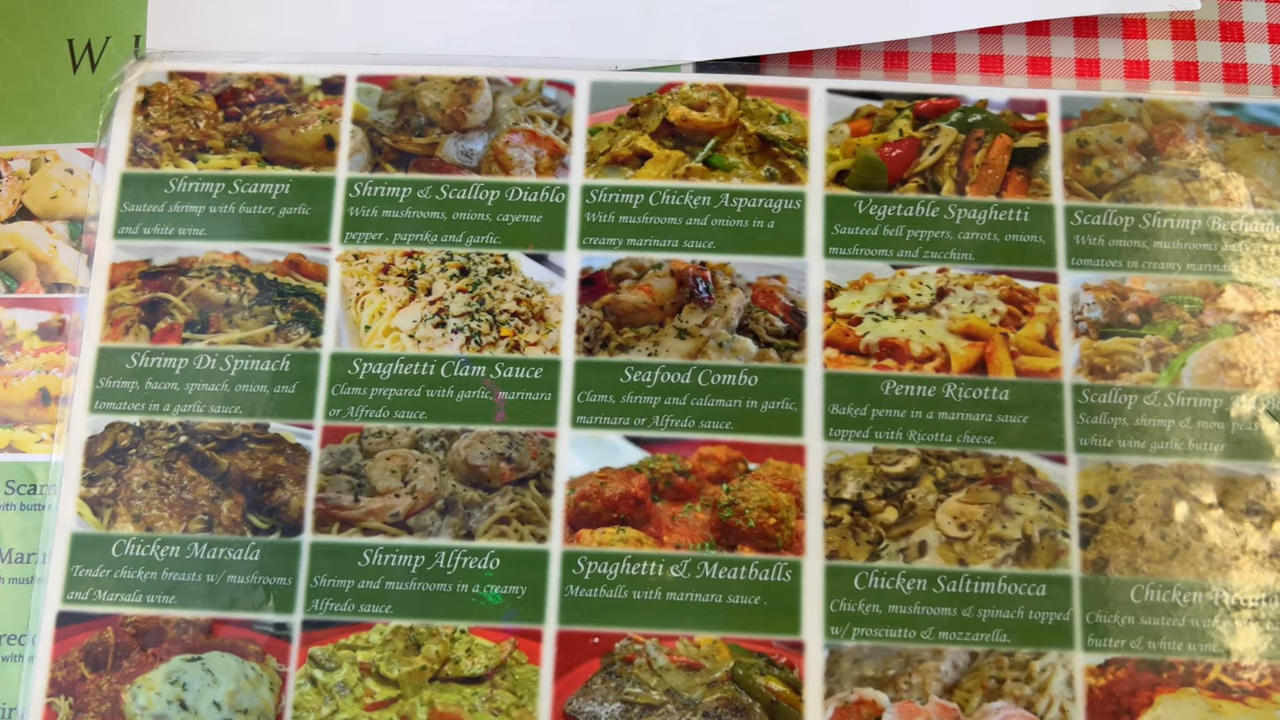 W
Shrimp Scampi
Sauteed shrimp with butter, garlic
and white wine.
Shrimp & Scallop Diablo
With mushrooms, onions, cayenne
pepper , paprika and garlic.
Shrimp Chicken Asparagus
With mushrooms and onions in a
creamy marinara sauce.
Vegetable Spaghetti
Sauteed bell peppers, carrots, onions,
mushrooms and zucchini.
Scallop Shrimp
With onions, mushrooms
tomatoes in creamy
Shrimp Di Spinach
Shrimp, bacon, spinach, onion, and
tomatoes in a garlic sauce.
Spaghetti Clam Sauce
Clams prepared with garlic, marinara
or Alfredo sauce.
Seafood Combo
Clams, shrimp and calamari in garlic,
marinara or Alfredo sauce.
Penne Ricotta
Baked penne in a marinara sauce
topped with Ricotta cheese.
Scallop & Shrimp
Scallops, shrimp & snow peas
white wine garlic butter
Chicken Marsala
Tender chicken breasts w/ mushrooms
and Marsala wine.
Shrimp Alfredo
Shrimp and mushrooms in a creamy
Alfredo sauce.
Spaghetti & Meatballs
Meatballs with marinara sauce .
Chicken Saltimbocca
Chicken, mushrooms & spinach topped
w/ prosciutto & mozzarella.
Chicken
Chicken sauteed with
butter & white wine.